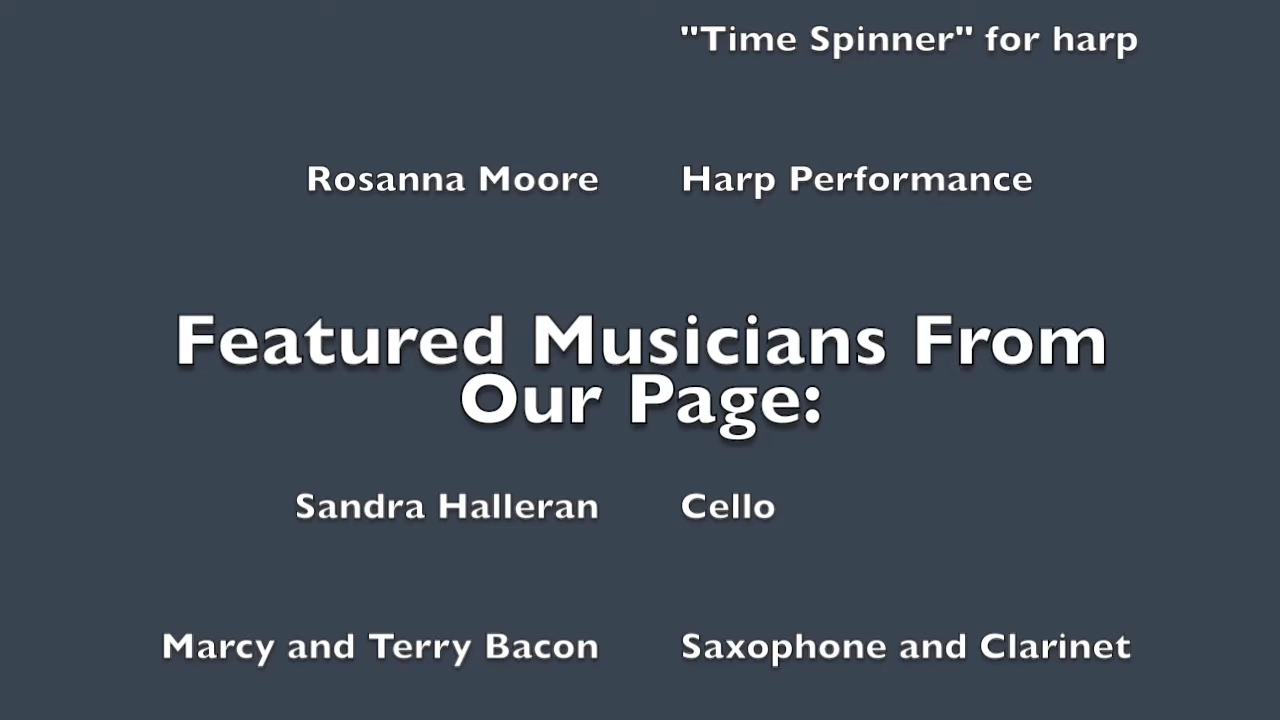 "Time Spinner" for harp
Rosanna Moore Harp Performance
Featured Musicians From
Our Page:
Sandra Halleran Cello
Marcy and Terry Bacon Saxophone and Clarinet